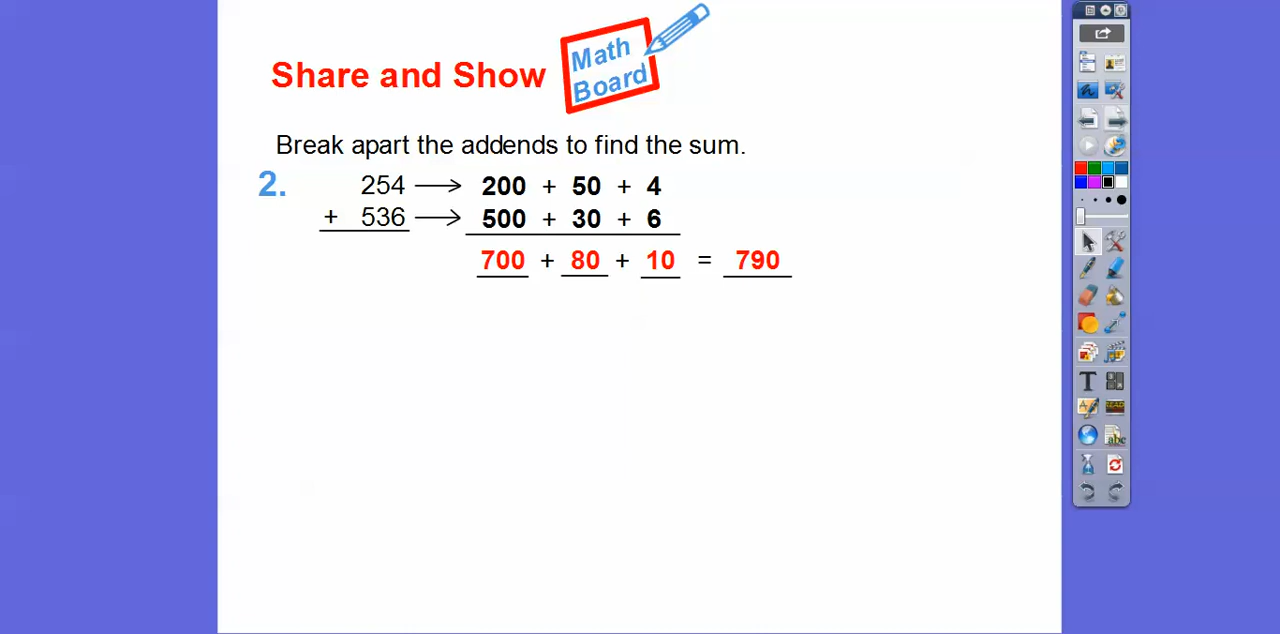 Share and Show
Math
Board
Break apart the addends to find the sum.
2. 254 → 200 + 50 + 4
+ 536 → 500 + 30 + 6
700 + 80 + 10 = 790